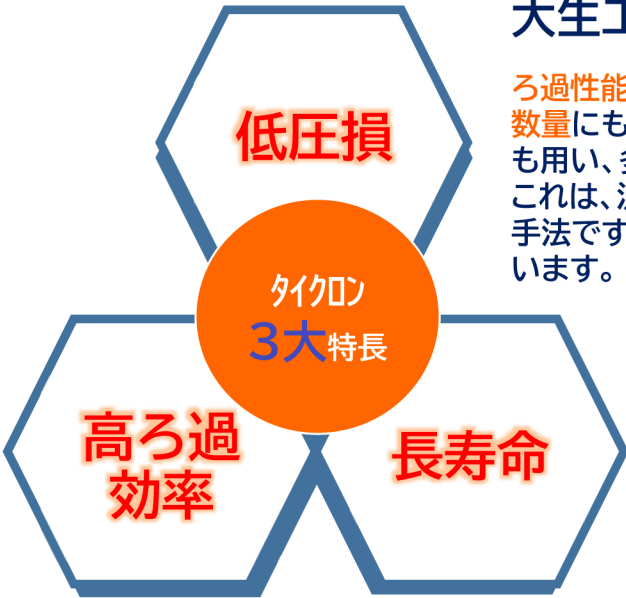 低圧損
タイクロン
3大特長
高ろ過
効率
長寿命
大生
ろ過性能
数量にも
も用い、
これは、
手法です
います。